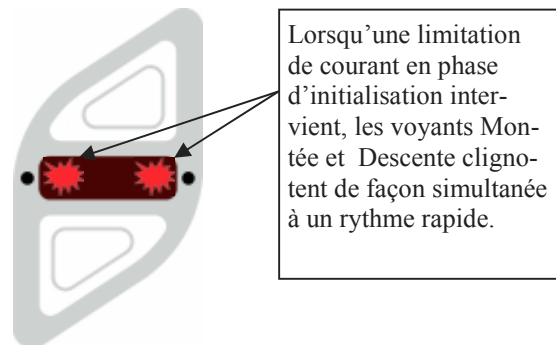 Lorsqu'une limitation
de courant en phase
d'initialisation inter-
vient, les voyants Mon-
tée et  Descente cligno-
tent de façon simultanée
à un rythme rapide.